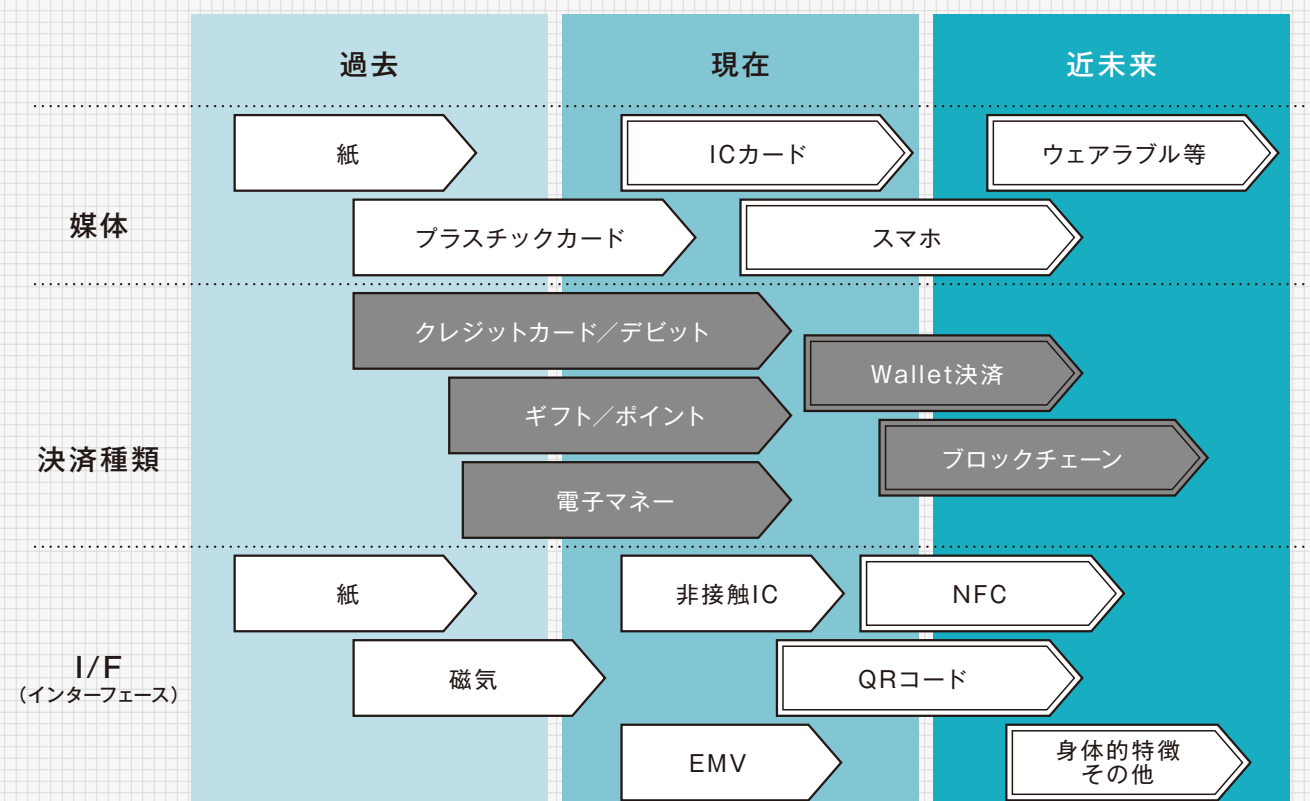 過去
現在
近未来
媒体
紙
ICカード
ウェアラブル等
プラスチックカード
スマホ
決済種類
クレジットカード／デビット
Wallet決済
ギフト／ポイント
ブロックチェーン
電子マネー
I/F
（インターフェース）
紙
非接触IC
NFC
磁気
QRコード
EMV
身体的特徴
その他